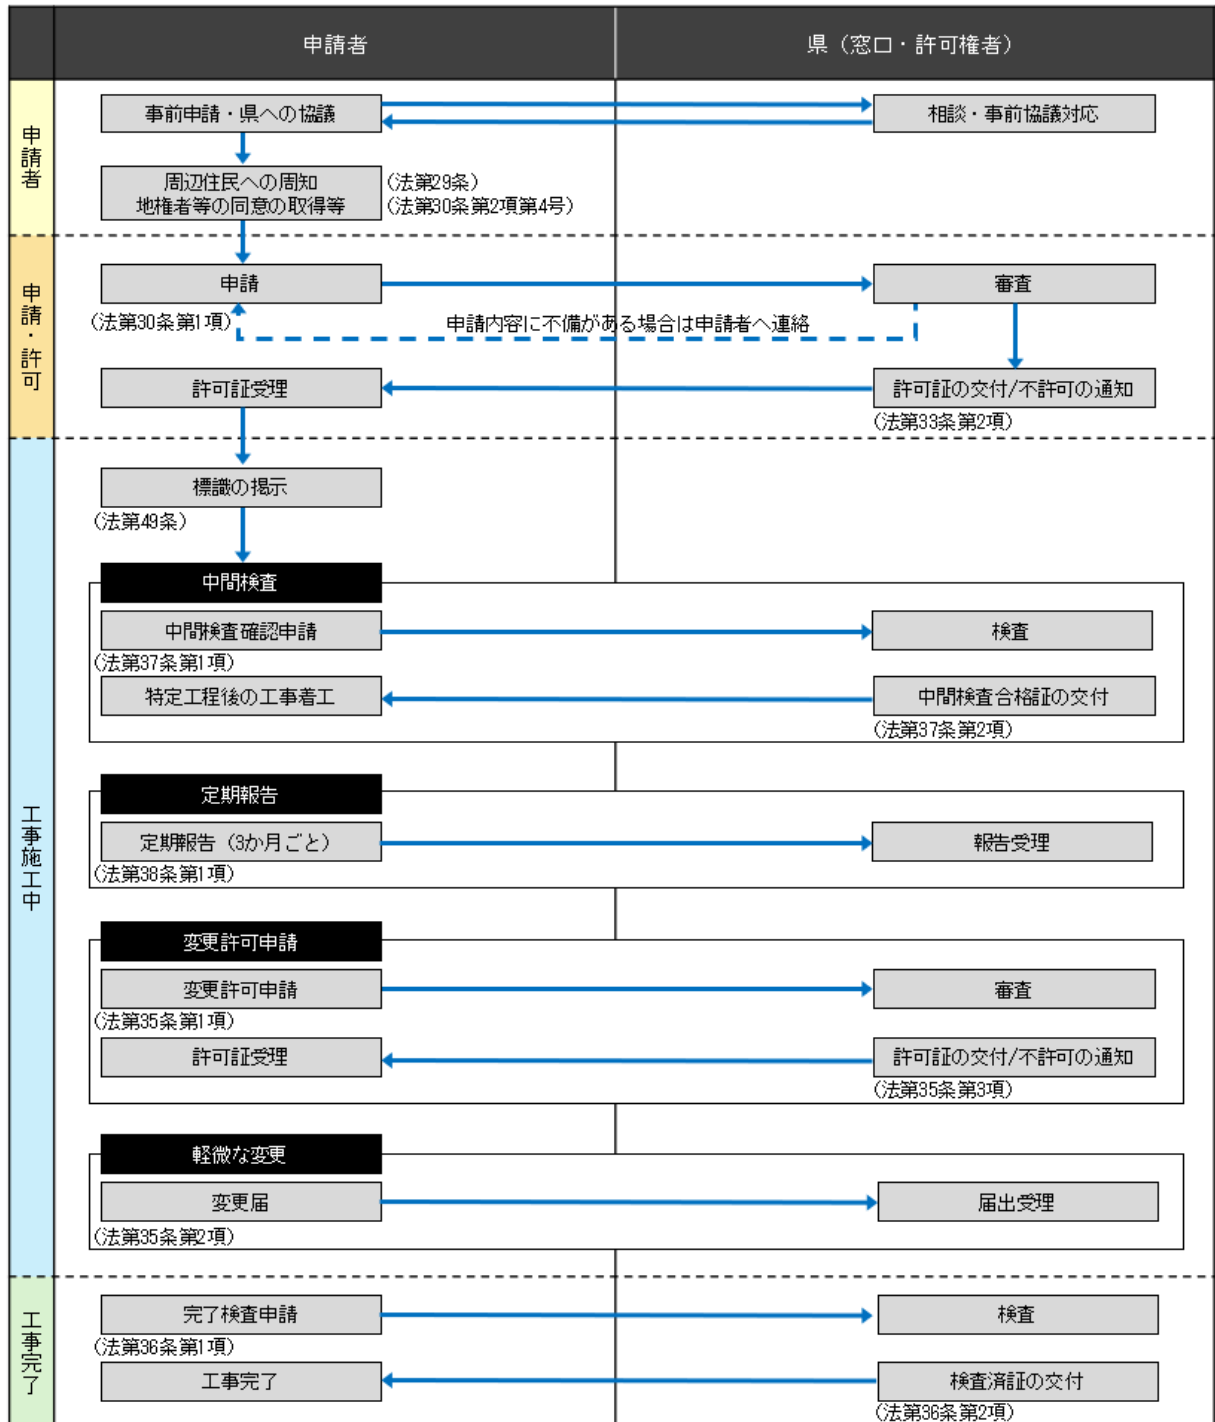 申請者
県（窓口・許可権者）
申請者
事前申請・県への協議
相談・事前協議対応
周辺住民への周知
地権者等の同意の取得等
（法第29条）
（法第30条第2項第4号）
申請・許可
申請
審査
（法第30条第1項）
申請内容に不備がある場合は申請者へ連絡
許可証受理
許可証の交付/不許可の通知
（法第33条第2項）
工事施工中
標識の掲示
（法第49条）
中間検査
中間検査確認申請
検査
（法第37条第1項）
特定工程後の工事着工
中間検査合格証の交付
（法第37条第2項）
定期報告
定期報告（3か月ごと）
報告受理
（法第38条第1項）
変更許可申請
変更許可申請
審査
（法第35条第1項）
許可証受理
許可証の交付/不許可の通知
（法第35条第3項）
軽微な変更
変更届
届出受理
（法第35条第2項）
工事完了
完了検査申請
検査
（法第36条第1項）
工事完了
検査済証の交付
（法第36条第2項）